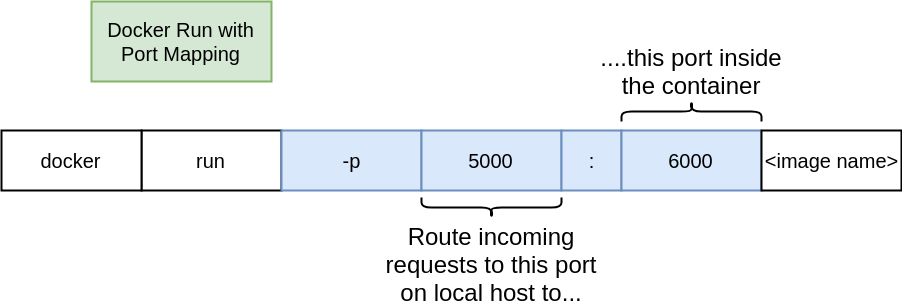 Docker Run with
Port Mapping
....this port inside
the container
docker run -p 5000 : 6000 <image name>
Route incoming
requests to this port
on local host to...